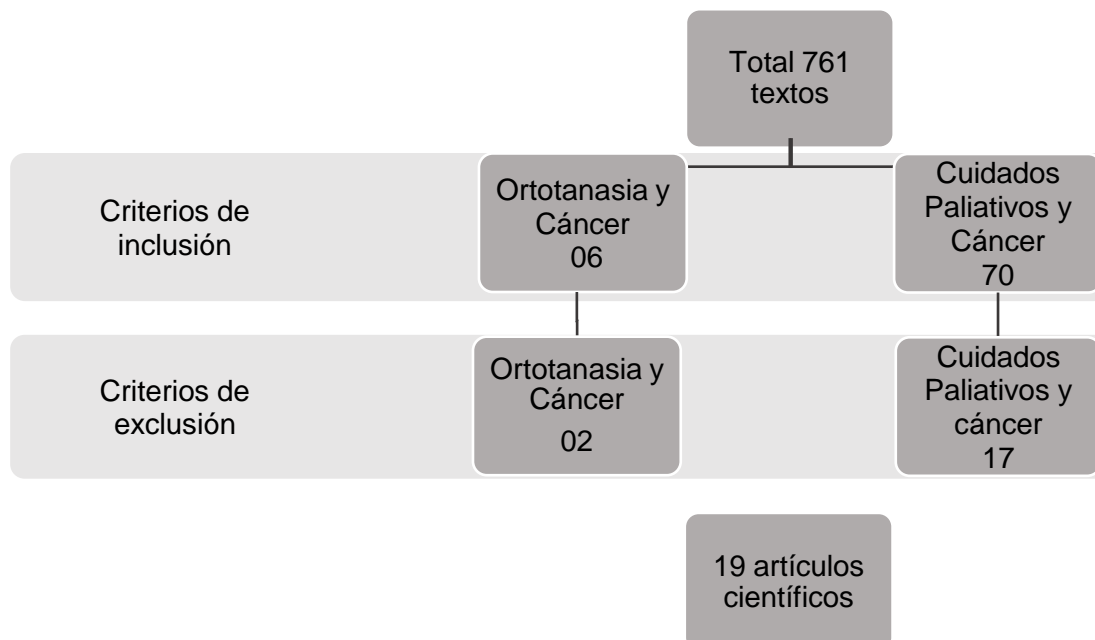 Total 761
textos
Criterios de
inclusión
Ortotanasia y
Cáncer
06
Cuidados
Paliativos y
Cáncer
70
Criterios de
exclusión
Ortotanasia y
Cáncer
02
Cuidados
Paliativos y
cáncer
17
19 artículos
científicos